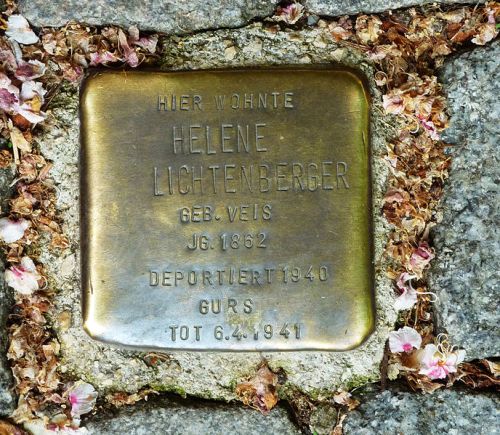 HIER WOHNTE
HELENE
LICHTENBERGER
GEB. VEIS
JG. 1862
DEPORTIERT 1940
GURS
TOT 6.4.1941